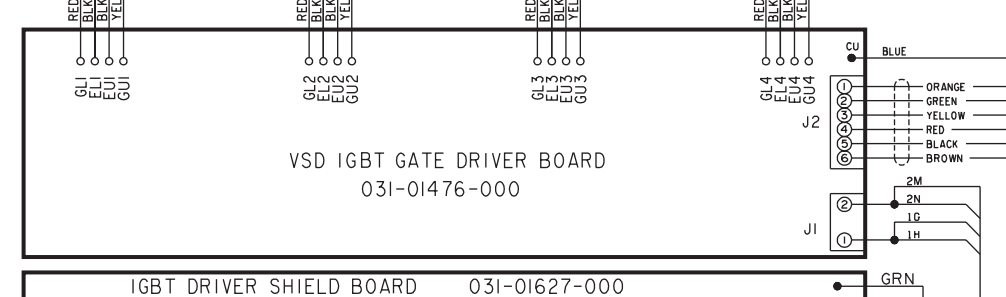 RED BLK BLK YEL RED BLK BLK YEL RED BLK BLK YEL RED BLK BLK YEL
CU BLUE
GL1 EL1 EU1 GU1 GL2 EL2 EU2 GU2 GL3 EL3 EU3 GU3 GL4 EL4 EU4 GU4
1 ORANGE
2 GREEN
3 YELLOW
J2
4 RED
5 BLACK
6 BROWN
VSD IGBT GATE DRIVER BOARD
031-01476-000
2M
2 2N
1G
J1
1 1H
IGBT DRIVER SHIELD BOARD 031-01627-000
GRN